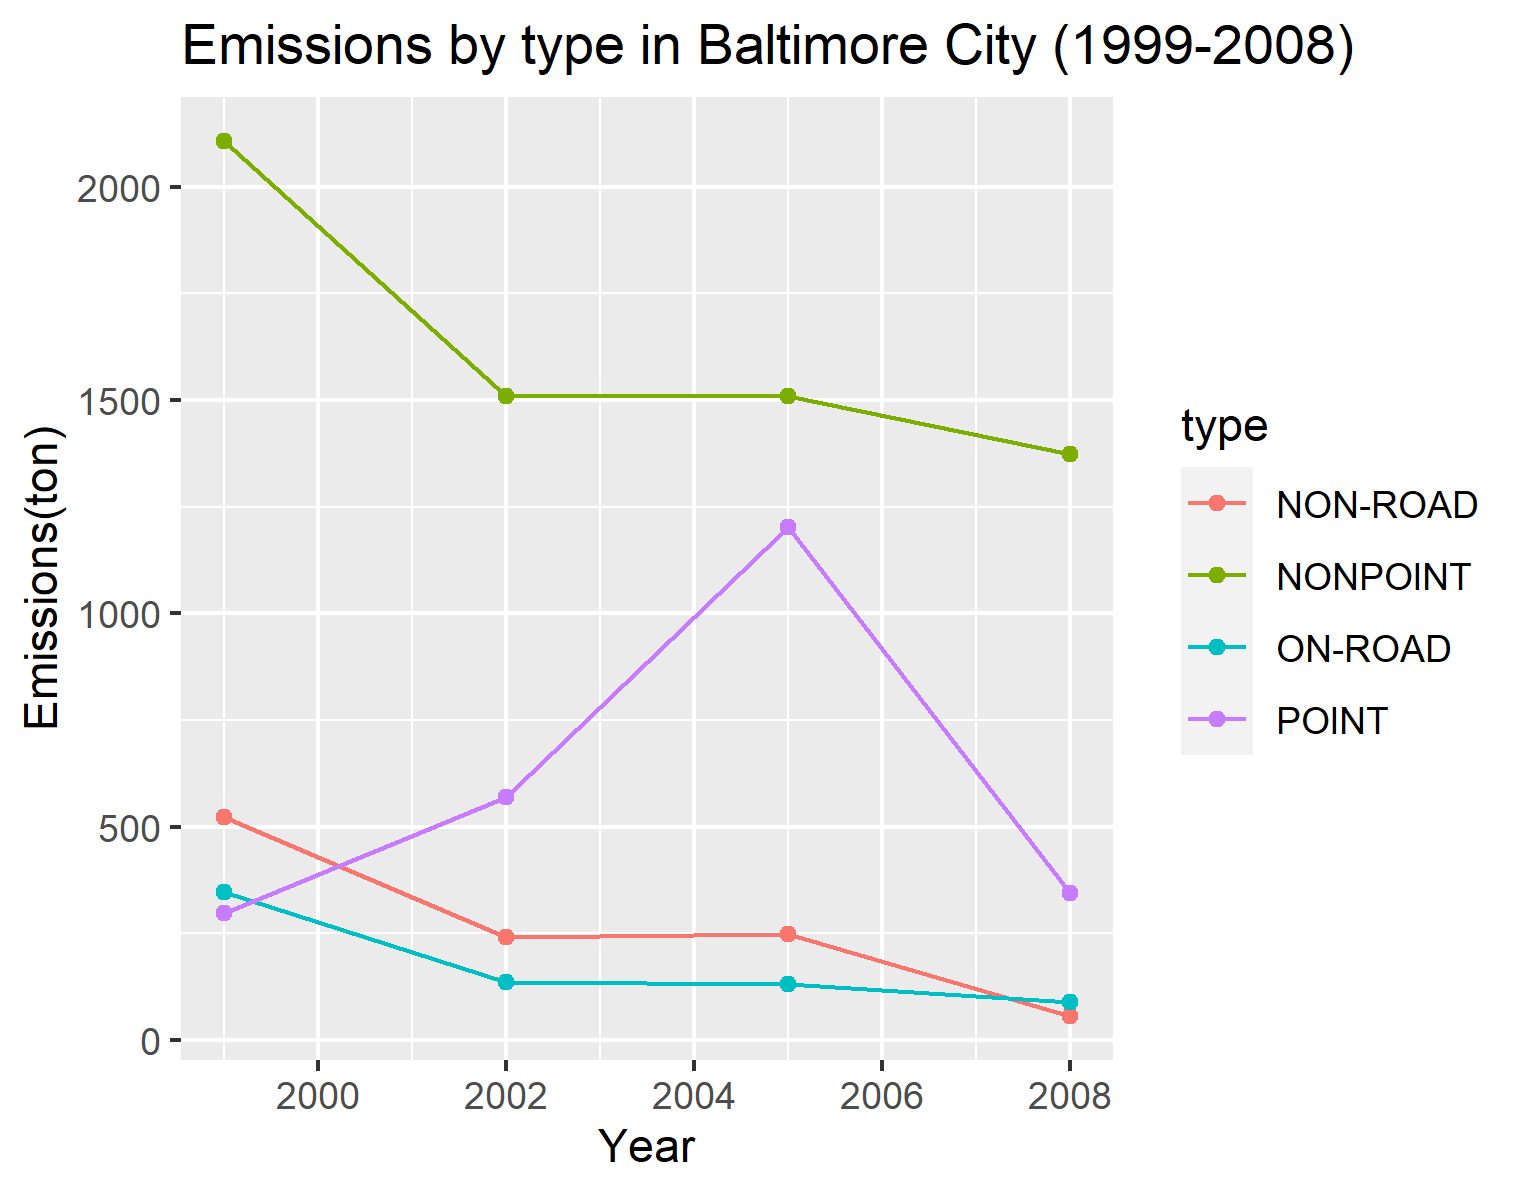 Emissions by type in Baltimore City (1999-2008)
Emissions(ton)
2000
1500
1000
500
0
2000 2002 2004 2006 2008
Year
type
NON-ROAD
NONPOINT
ON-ROAD
POINT